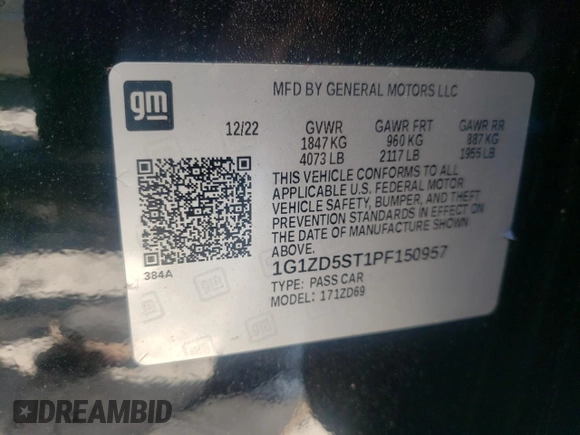 gm
MFD BY GENERAL MOTORS LLC
12/22 GVWR GAWR FRT GAWR RR
1847 KG 960 KG 887 KG
4073 LB 2117 LB 1955 LB
THIS VEHICLE CONFORMS TO ALL
APPLICABLE U.S. FEDERAL MOTOR
VEHICLE SAFETY, BUMPER, AND THEFT
PREVENTION STANDARDS IN EFFECT ON
THE DATE OF MANUFACTURE SHOWN
ABOVE.
384A
1G1ZD5ST1PF150957
TYPE: PASS CAR
MODEL: 171ZD69
DREAMBID